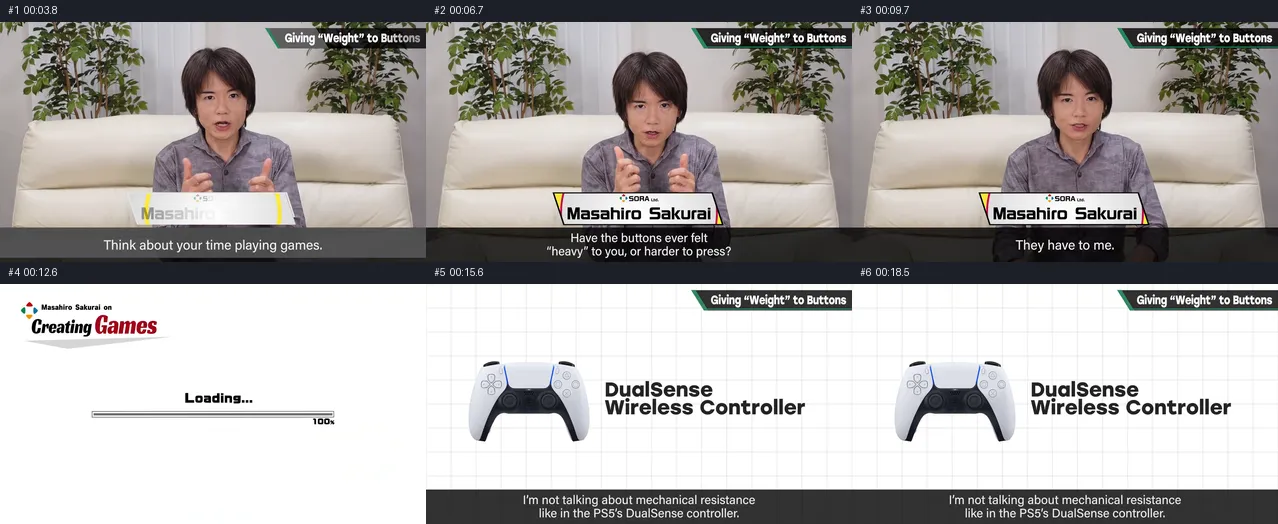 #1 00:03.8
Giving “Weight” to Buttons
SO
Masahiro
Think about your time playing games.
#2 00:06.7
Giving “Weight” to Buttons
SORA Ltd.
Masahiro Sakurai
Have the buttons ever felt
“heavy” to you, or harder to press?
#3 00:09.7
Giving “Weight” to Buttons
SORA Ltd.
Masahiro Sakurai
They have to me.
#4 00:12.6
Masahiro Sakurai on
Creating Games
Loading...
100%
#5 00:15.6
Giving “Weight” to Buttons
DualSense
Wireless Controller
I’m not talking about mechanical resistance
like in the PS5’s DualSense controller.
#6 00:18.5
Giving “Weight” to Buttons
DualSense
Wireless Controller
I’m not talking about mechanical resistance
like in the PS5’s DualSense controller.